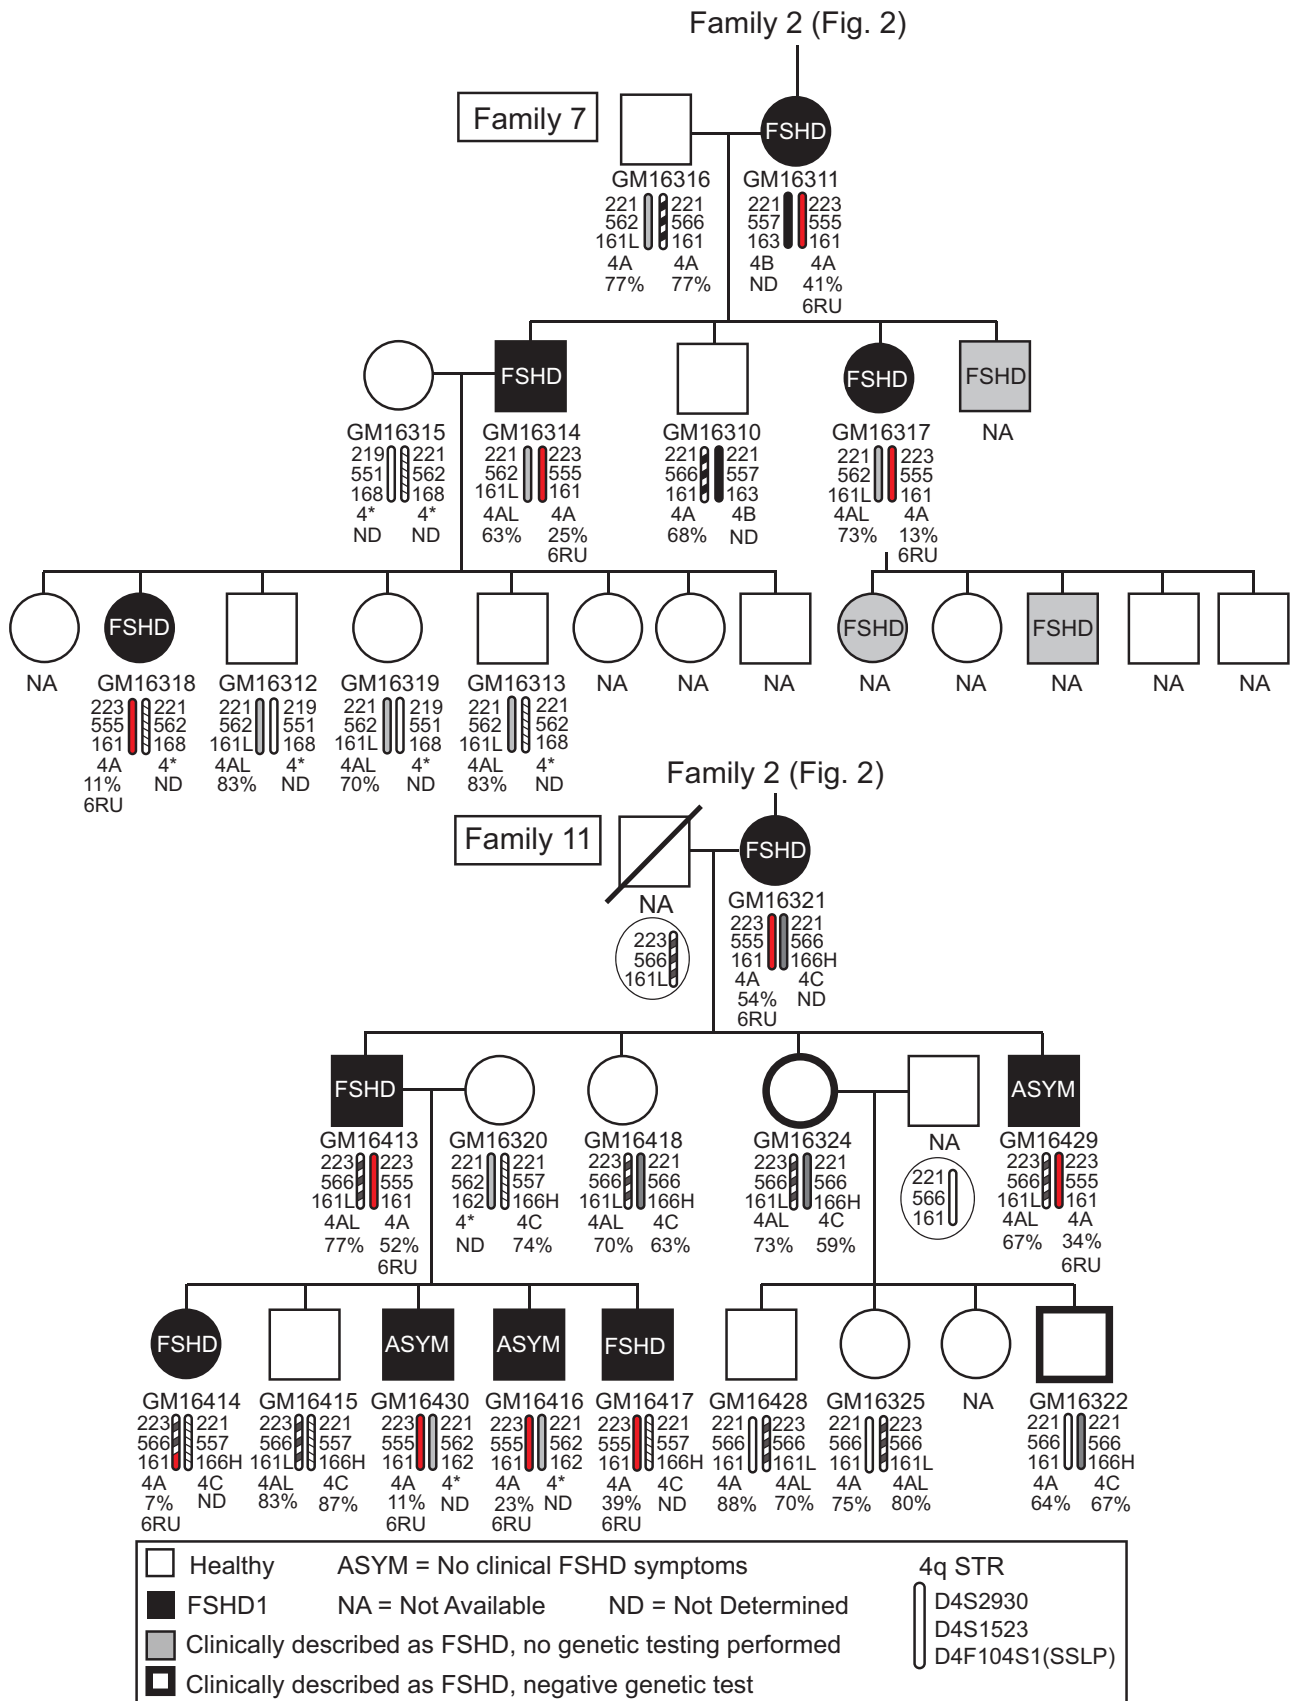 Family 2 (Fig. 2)
Family 7
FSHD
GM16316 GM16311
221 221 221 223
562 566 557 555
161L 161 163 161
4A 4A 4B 4A
77% 77% ND 41%
6RU
FSHD FSHD FSHD
GM16315 GM16314 GM16310 GM16317 NA
219 221 221 223 221 221 221 223
551 562 562 555 566 557 562 555
168 168 161L 161 161 163 161L 161
4* 4* 4AL 4A 4A 4B 4AL 4A
ND ND 63% 25% 68% ND 73% 13%
6RU 6RU
FSHD FSHD FSHD
NA GM16318 GM16312 GM16319 GM16313 NA NA NA NA NA NA NA NA
223 221 221 219 221 219 221 221
555 562 562 551 562 551 562 562
161 168 161L 168 161L 168 161L 168
4A 4* 4AL 4* 4AL 4* 4AL 4*
11% ND 83% ND 70% ND 83% ND
6RU
Family 2 (Fig. 2)
Family 11
FSHD
NA GM16321
223 223 221
566 555 566
161L 161 166H
4A 4C
54% ND
6RU
FSHD ASYM
GM16413 GM16320 GM16418 GM16324 NA GM16429
223 223 221 221 223 221 223 221 221 223 223
566 555 562 557 566 566 566 566 566 566 555
161L 161 162 166H 161L 166H 161L 166H 161 161L 161
4AL 4A 4* 4C 4AL 4C 4AL 4C 4AL 4A
77% 52% ND 74% 70% 63% 73% 59% 67% 34%
6RU 6RU
FSHD ASYM ASYM FSHD
GM16414 GM16415 GM16430 GM16416 GM16417 GM16428 GM16325 NA GM16322
223 221 223 221 223 221 223 221 223 221 221 223 221 223 221 221
566 557 566 557 555 562 555 562 555 557 566 566 566 566 566 566
161 166H 161L 166H 161 162 161 162 161 166H 161 161L 161 161L 161 166H
4A 4C 4AL 4C 4A 4* 4A 4* 4A 4C 4A 4AL 4A 4AL 4A 4C
7% ND 83% 87% 11% ND 23% ND 39% ND 88% 70% 75% 80% 64% 67%
6RU 6RU 6RU 6RU
Healthy ASYM = No clinical FSHD symptoms 4q STR
FSHD1 NA = Not Available ND = Not Determined D4S2930
Clinically described as FSHD, no genetic testing performed D4S1523
Clinically described as FSHD, negative genetic test D4F104S1(SSLP)